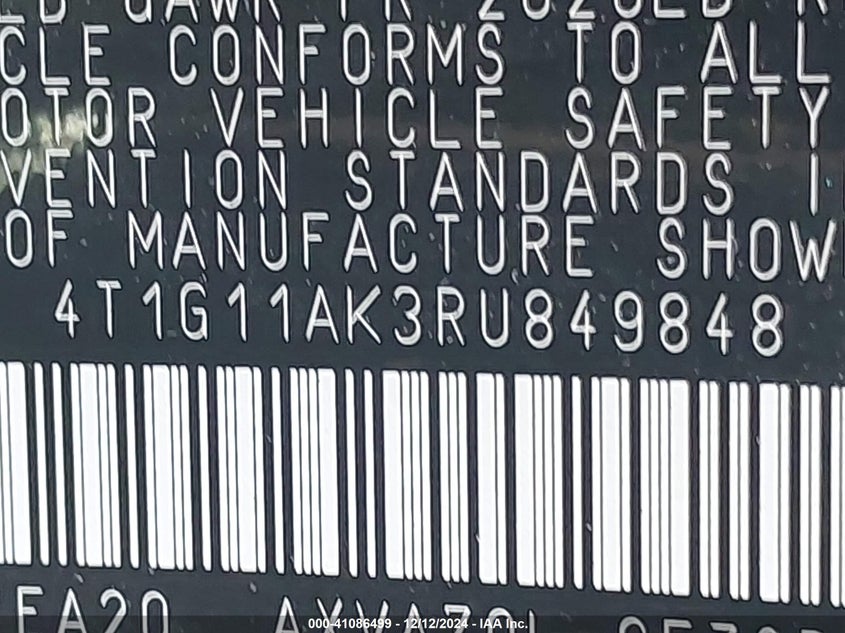 CLE CONFORMS TO ALL
OTOR VEHICLE SAFETY
VENTION STANDARDS I
OF MANUFACTURE SHOW
4T1G11AK3RU849848
000-41086499 - 12/12/2024 - IAA Inc.